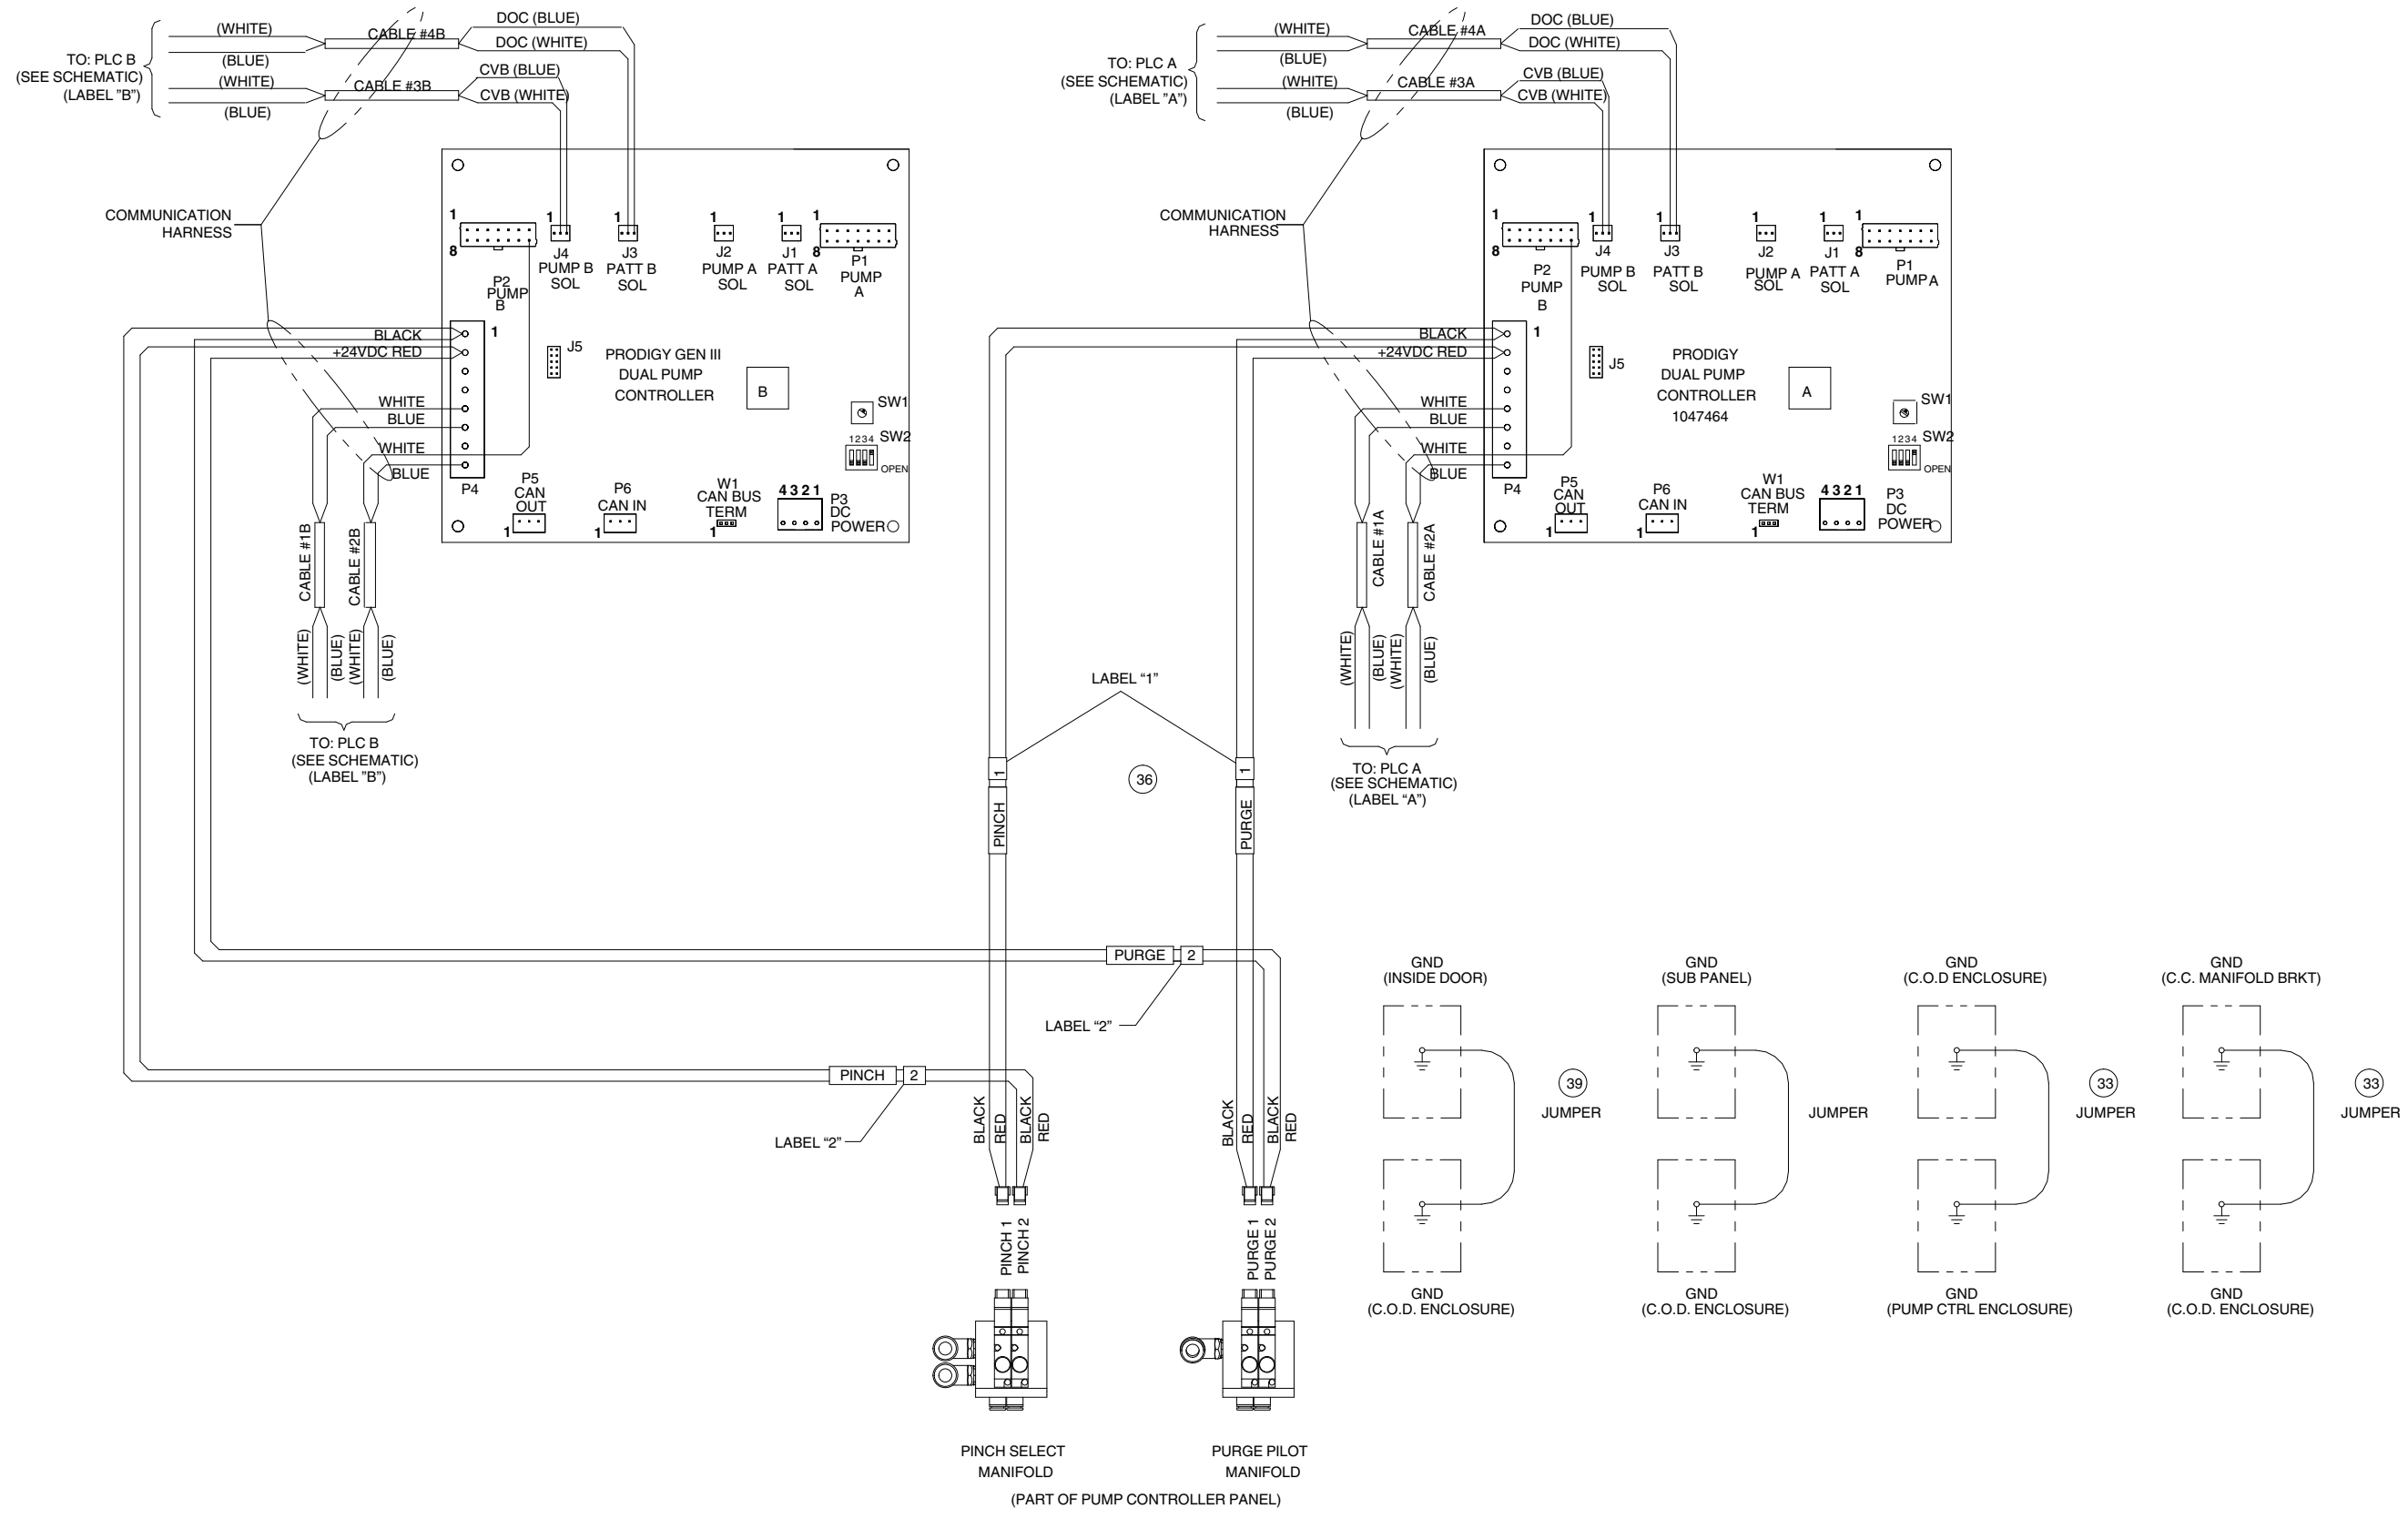 TO: PLC B
(SEE SCHEMATIC)
(LABEL "B")
(WHITE)
(BLUE)
(WHITE)
(BLUE)
CABLE #4B
CABLE #3B
DOC (BLUE)
DOC (WHITE)
CVB (BLUE)
CVB (WHITE)
COMMUNICATION
HARNESS
1
8
P2
PUMP
B
1
J4
PUMP B
SOL
1
J3
PATT B
SOL
1
J2
PUMP A
SOL
1
J1
PATT A
SOL
1
8
P1
PUMP
A
BLACK
+24VDC RED
WHITE
BLUE
WHITE
BLUE
1
P4
J5
PRODIGY GEN III
DUAL PUMP
CONTROLLER
B
SW1
1234
SW2
OPEN
P5
CAN
OUT
1
P6
CAN IN
1
W1
CAN BUS
TERM
1
4321
P3
DC
POWER
CABLE #1B
CABLE #2B
(WHITE)
(BLUE)
(WHITE)
(BLUE)
TO: PLC B
(SEE SCHEMATIC)
(LABEL "B")
TO: PLC A
(SEE SCHEMATIC)
(LABEL "A")
(WHITE)
(BLUE)
(WHITE)
(BLUE)
CABLE #4A
CABLE #3A
DOC (BLUE)
DOC (WHITE)
CVB (BLUE)
CVB (WHITE)
COMMUNICATION
HARNESS
1
8
P2
PUMP
B
1
J4
PUMP B
SOL
1
J3
PATT B
SOL
1
J2
PUMP A
SOL
1
J1
PATT A
SOL
1
8
P1
PUMP A
BLACK
+24VDC RED
WHITE
BLUE
WHITE
BLUE
1
P4
J5
PRODIGY
DUAL PUMP
CONTROLLER
1047464
A
SW1
1234
SW2
OPEN
P5
CAN
OUT
1
P6
CAN IN
1
W1
CAN BUS
TERM
1
4321
P3
DC
POWER
CABLE #1A
CABLE #2A
(WHITE)
(BLUE)
(WHITE)
(BLUE)
TO: PLC A
(SEE SCHEMATIC)
(LABEL “A”)
LABEL “1”
1
PINCH
36
1
PURGE
PURGE
2
LABEL “2”
PINCH
2
LABEL “2”
BLACK
RED
BLACK
RED
BLACK
RED
BLACK
RED
PINCH 1
PINCH 2
PURGE 1
PURGE 2
PINCH SELECT
MANIFOLD
PURGE PILOT
MANIFOLD
(PART OF PUMP CONTROLLER PANEL)
GND
(INSIDE DOOR)
39
JUMPER
GND
(C.O.D. ENCLOSURE)
GND
(SUB PANEL)
JUMPER
GND
(C.O.D. ENCLOSURE)
GND
(C.O.D ENCLOSURE)
33
JUMPER
GND
(PUMP CTRL ENCLOSURE)
GND
(C.C. MANIFOLD BRKT)
33
JUMPER
GND
(C.O.D. ENCLOSURE)